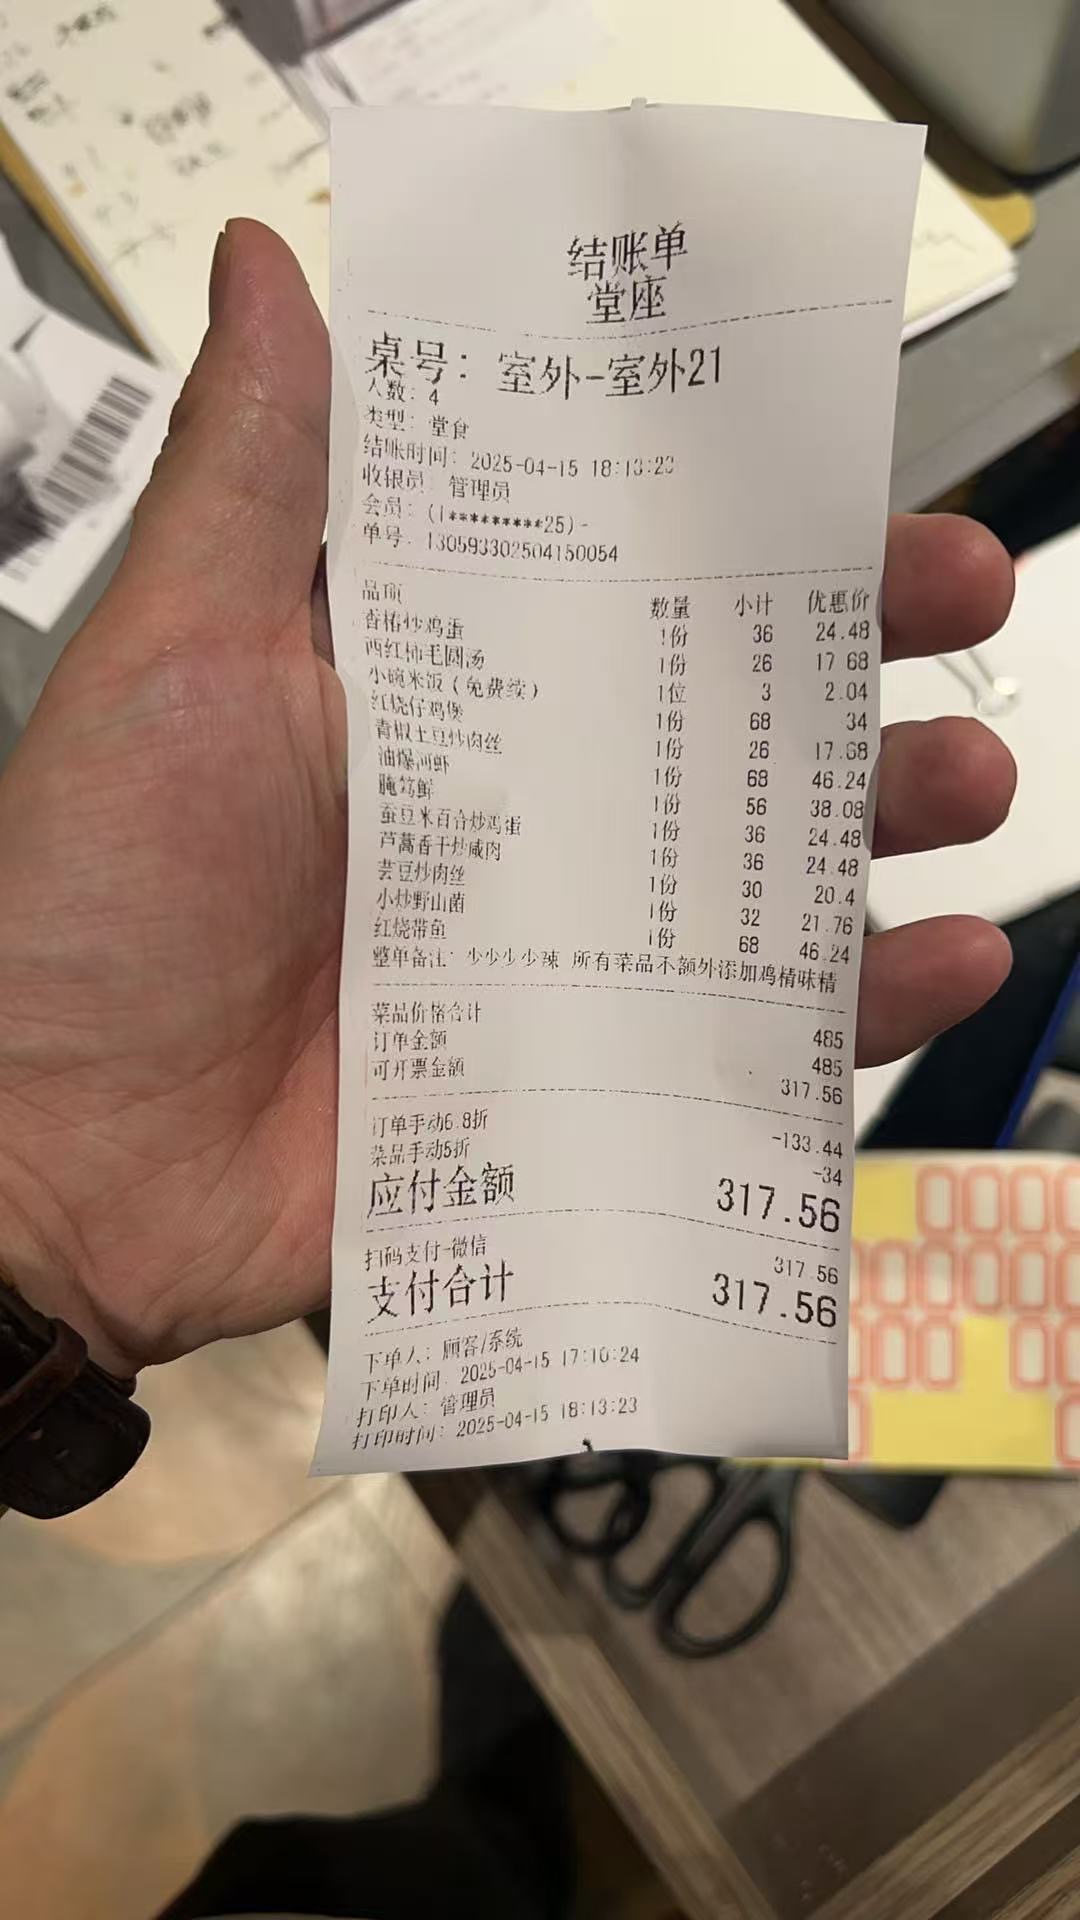 结账单
堂座
桌号：室外-室外21
人数：4
类型：堂食
结账时间：2025-04-15 18:13:23
收银员：管理员
会员：(1*********25)-
单号：130593302504150054
品项 数量 小计 优惠价
香椿炒鸡蛋 1份 36 24.48
西红柿毛圆汤 1份 26 17.68
小碗米饭（免费续） 1位 3 2.04
红烧仔鸡煲 1份 68 34
青椒土豆炒肉丝 1份 26 17.68
油爆河虾 1份 68 46.24
腌笃鲜 1份 56 38.08
蚕豆米百合炒鸡蛋 1份 36 24.48
芦蒿香干炒咸肉 1份 36 24.48
芸豆炒肉丝 1份 30 20.4
小炒野山菌 1份 32 21.76
红烧带鱼 1份 68 46.24
整单备注：少少少少辣 所有菜品不额外添加鸡精味精
菜品价格合计 485
订单金额 485
可开票金额 317.56
订单手动6.8折 -133.44
菜品手动5折 -34
应付金额 317.56
扫码支付-微信 317.56
支付合计 317.56
下单人：顾客/系统
下单时间：2025-04-15 17:10:24
打印人：管理员
打印时间：2025-04-15 18:13:23